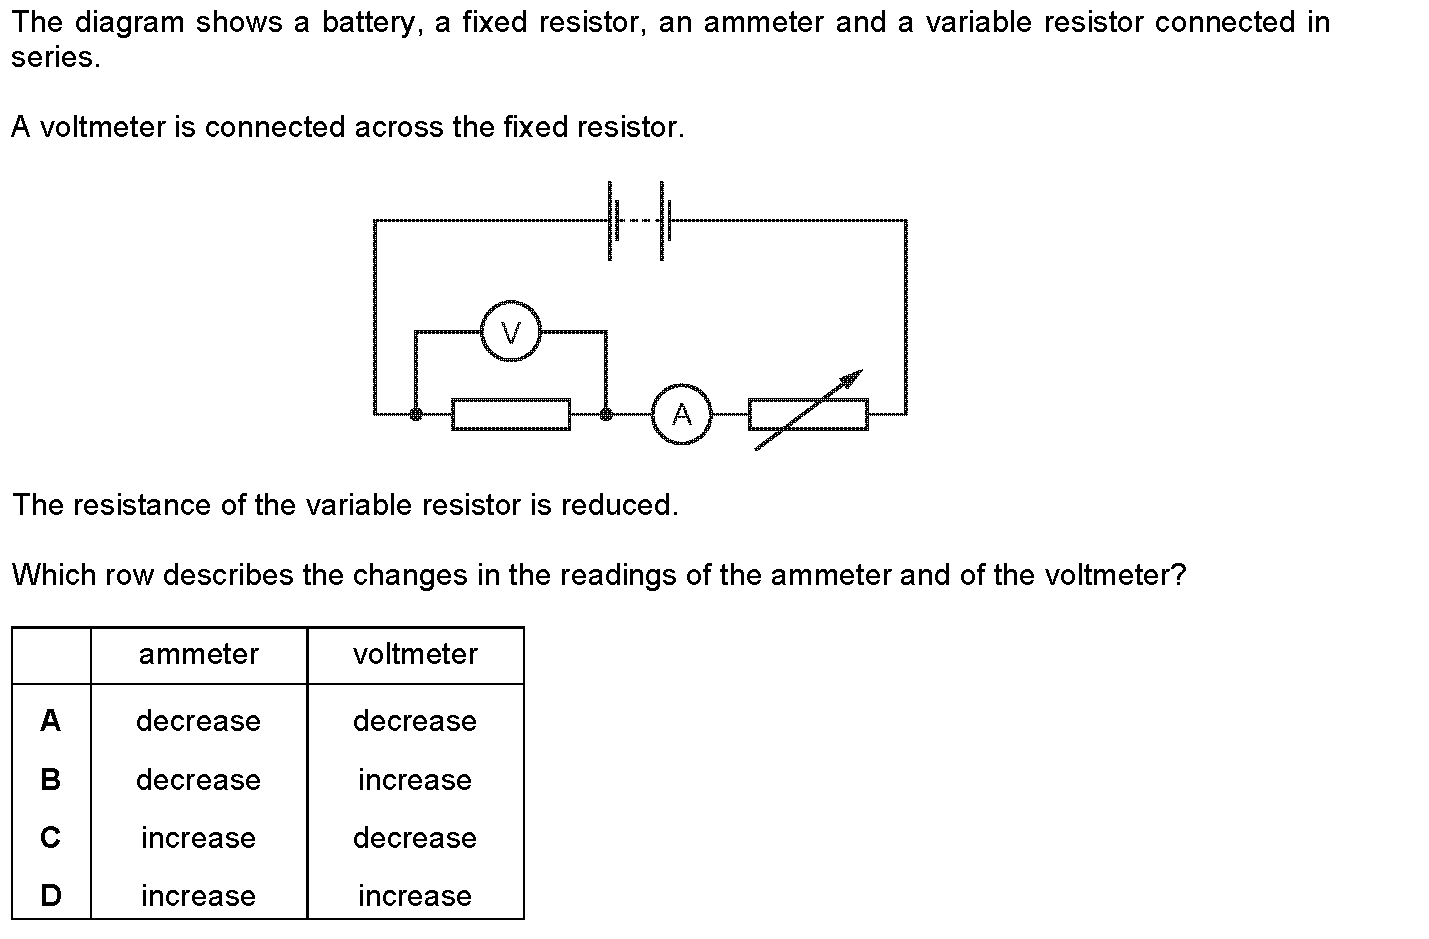 The diagram shows a battery, a fixed resistor, an ammeter and a variable resistor connected in
series.
A voltmeter is connected across the fixed resistor.
V
A
The resistance of the variable resistor is reduced.
Which row describes the changes in the readings of the ammeter and of the voltmeter?
ammeter voltmeter
A decrease decrease
B decrease increase
C increase decrease
D increase increase